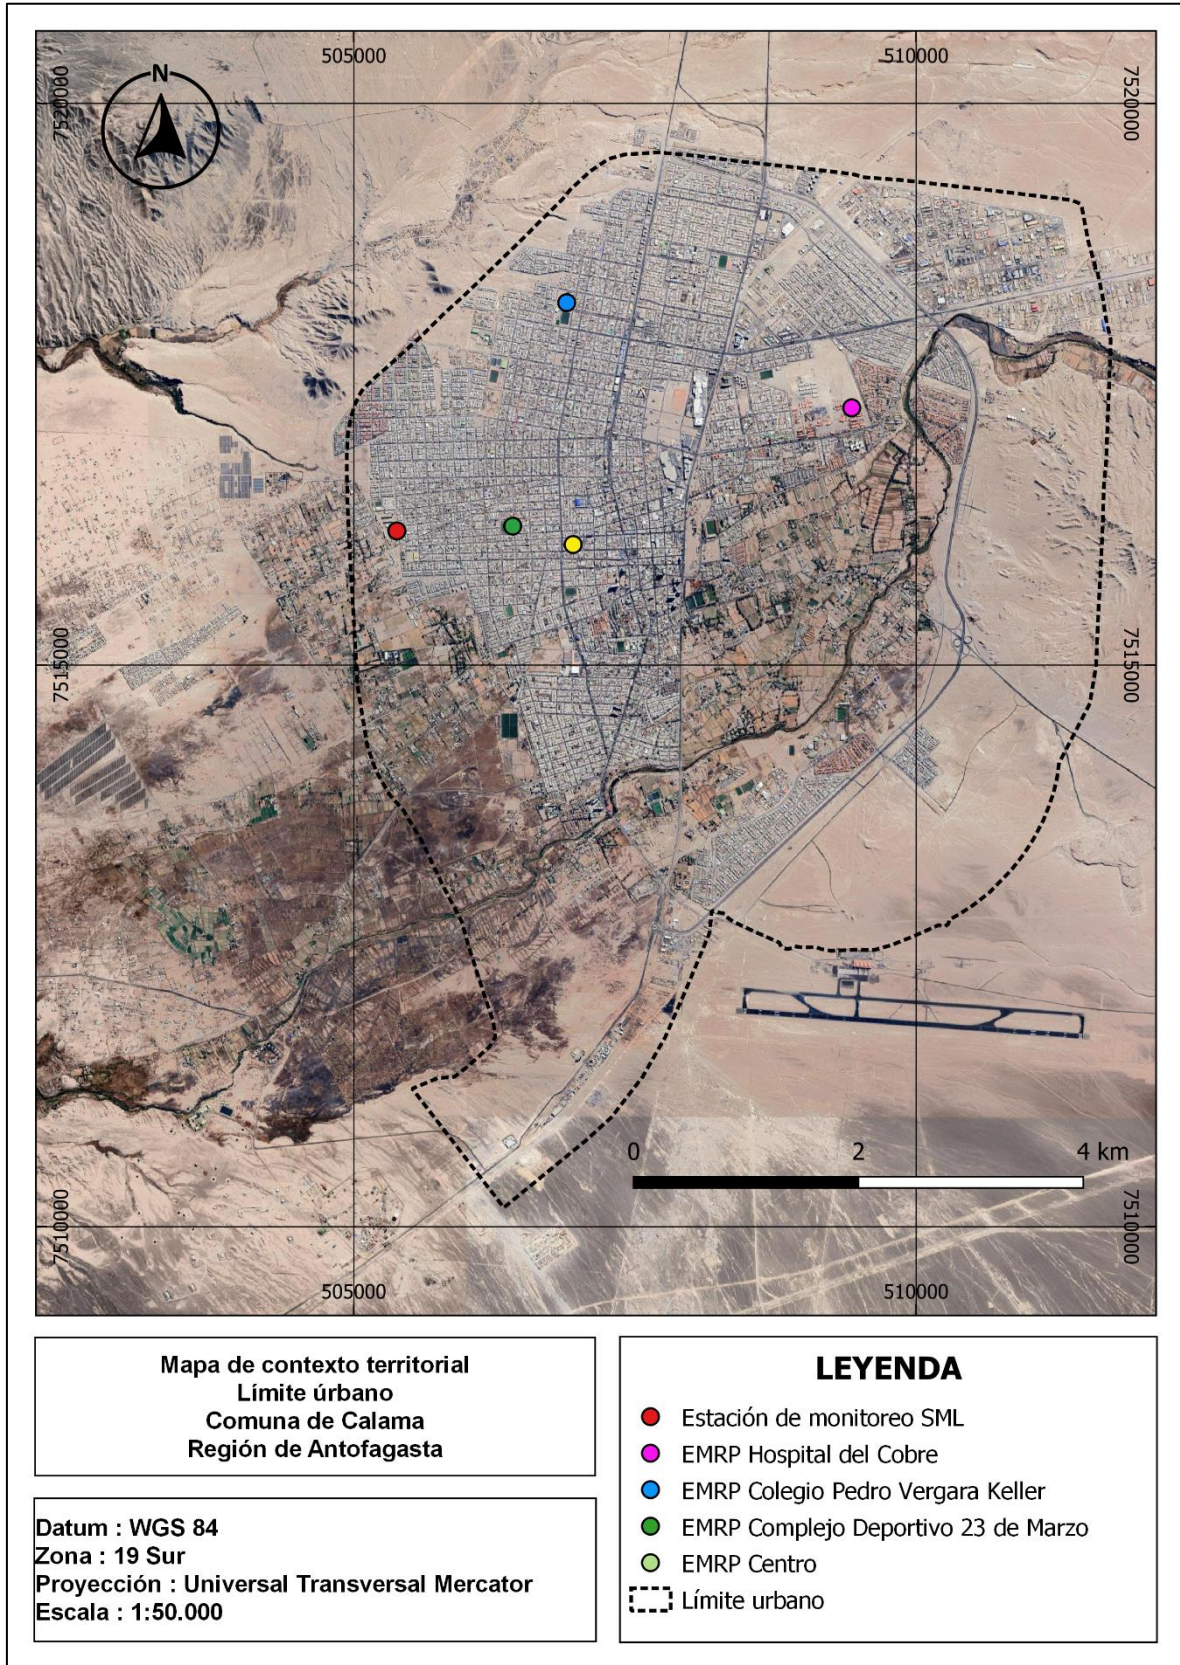 N
505000
510000
7520000
7520000
7515000
7515000
0
2
4 km
7510000
7510000
505000
510000
Mapa de contexto territorial
Límite úrbano
Comuna de Calama
Región de Antofagasta
Datum : WGS 84
Zona : 19 Sur
Proyección : Universal Transversal Mercator
Escala : 1:50.000
LEYENDA
Estación de monitoreo SML
EMRP Hospital del Cobre
EMRP Colegio Pedro Vergara Keller
EMRP Complejo Deportivo 23 de Marzo
EMRP Centro
Límite urbano